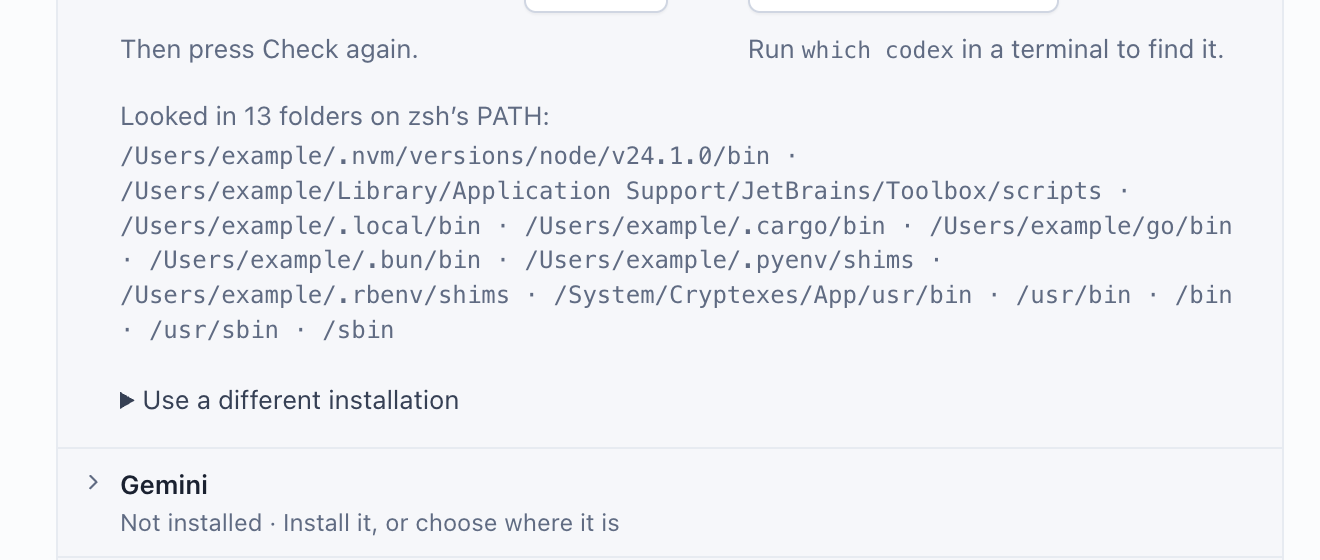 Then press Check again.
Run which codex in a terminal to find it.
Looked in 13 folders on zsh’s PATH:
/Users/example/.nvm/versions/node/v24.1.0/bin ·
/Users/example/Library/Application Support/JetBrains/Toolbox/scripts ·
/Users/example/.local/bin · /Users/example/.cargo/bin · /Users/example/go/bin
· /Users/example/.bun/bin · /Users/example/.pyenv/shims ·
/Users/example/.rbenv/shims · /System/Cryptexes/App/usr/bin · /usr/bin · /bin
· /usr/sbin · /sbin
Use a different installation
Gemini
Not installed · Install it, or choose where it is